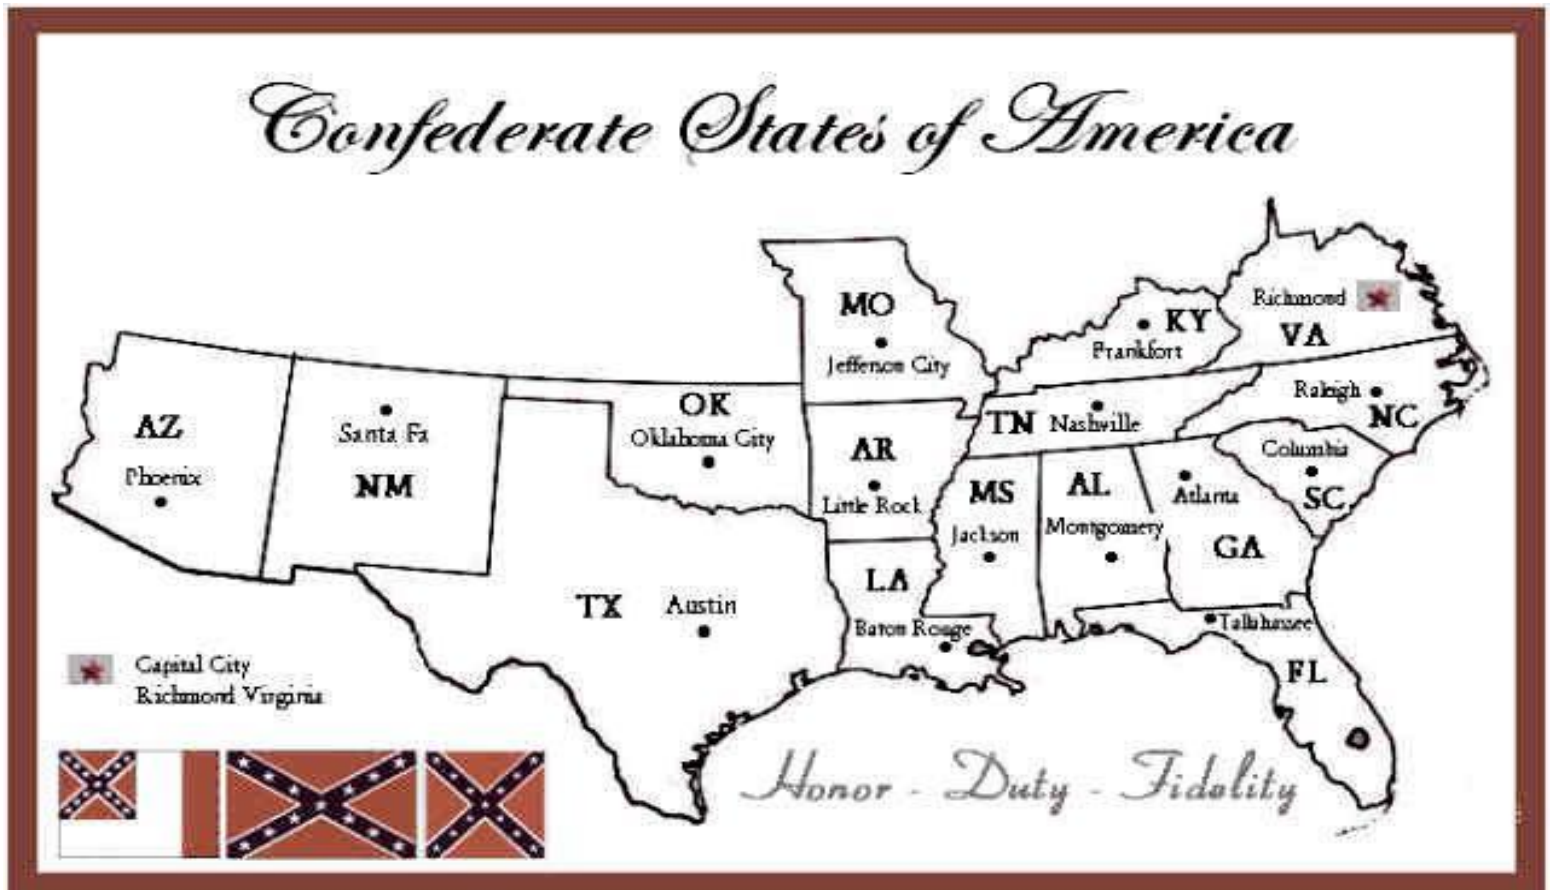 Confederate States of America
MO
Jefferson City
Richmond
VA
KY
Frankfort
AZ
Phoenix
Santa Fa
NM
OK
Oklahoma City
AR
Little Rock
TN Nashville
Raleigh
NC
Columbia
SC
MS
Jackson
AL
Montgomery
Atlanta
GA
TX Austin
LA
Baton Rouge
Tallahassee
FL
Capital City
Richmond Virginia
Honor - Duty - Fidelity